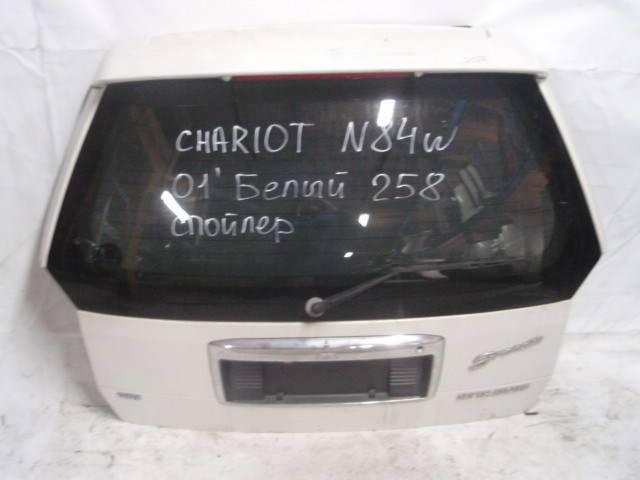 CHARIOT N84W
01' Белый 258
спойлер